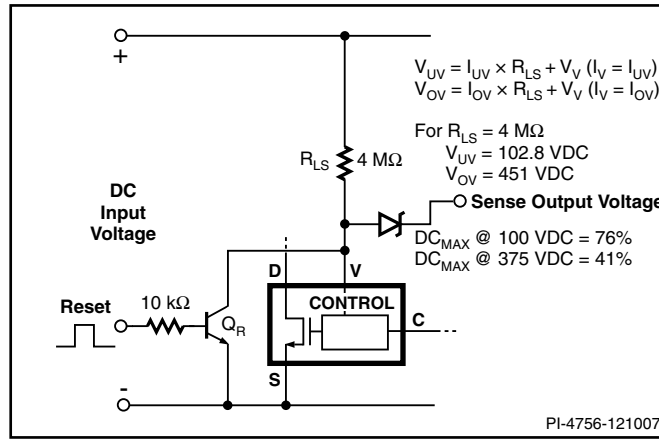 +
V_UV = I_UV × R_LS + V_V (I_V = I_UV)
V_OV = I_OV × R_LS + V_V (I_V = I_OV)
For R_LS = 4 MΩ
V_UV = 102.8 VDC
V_OV = 451 VDC
R_LS 4 MΩ
DC
Input
Voltage
Sense Output Voltage
DC_MAX @ 100 VDC = 76%
DC_MAX @ 375 VDC = 41%
D V
CONTROL
Reset 10 kΩ
Q_R
C
S
-
PI-4756-121007